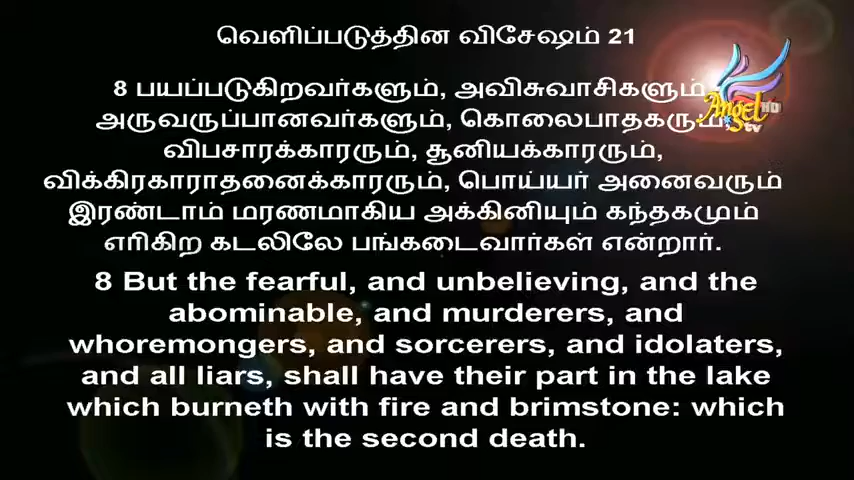 வெளிப்படுத்தின விசேஷம் 21
8 பயப்படுகிறவர்களும், அவிசுவாசிகளும்,
அருவருப்பானவர்களும், கொலைபாதகரும்,
விபசாரக்காரரும், சூனியக்காரரும்,
விக்கிரகாராதனைக்காரரும், பொய்யர் அனைவரும்
இரண்டாம் மரணமாகிய அக்கினியும் கந்தகமும்
எரிகிற கடலிலே பங்கடைவார்கள் என்றார்.
8 But the fearful, and unbelieving, and the
abominable, and murderers, and
whoremongers, and sorcerers, and idolaters,
and all liars, shall have their part in the lake
which burneth with fire and brimstone: which
is the second death.
Angel HD
tv